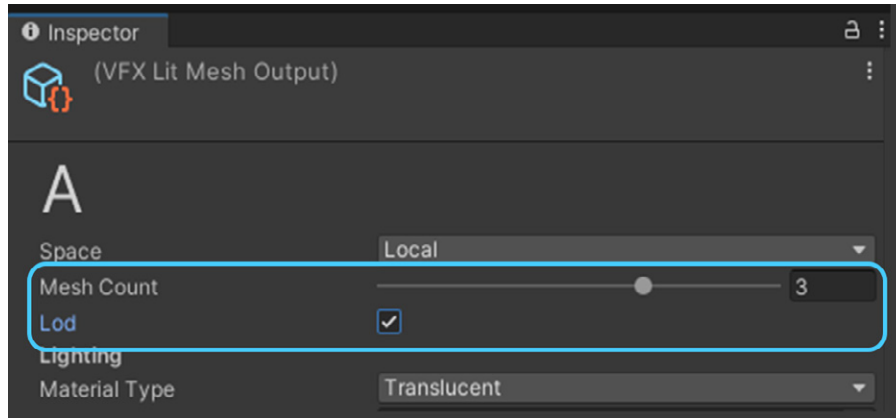 Inspector
(VFX Lit Mesh Output)
A
Space Local
Mesh Count 3
Lod
Lighting
Material Type Translucent